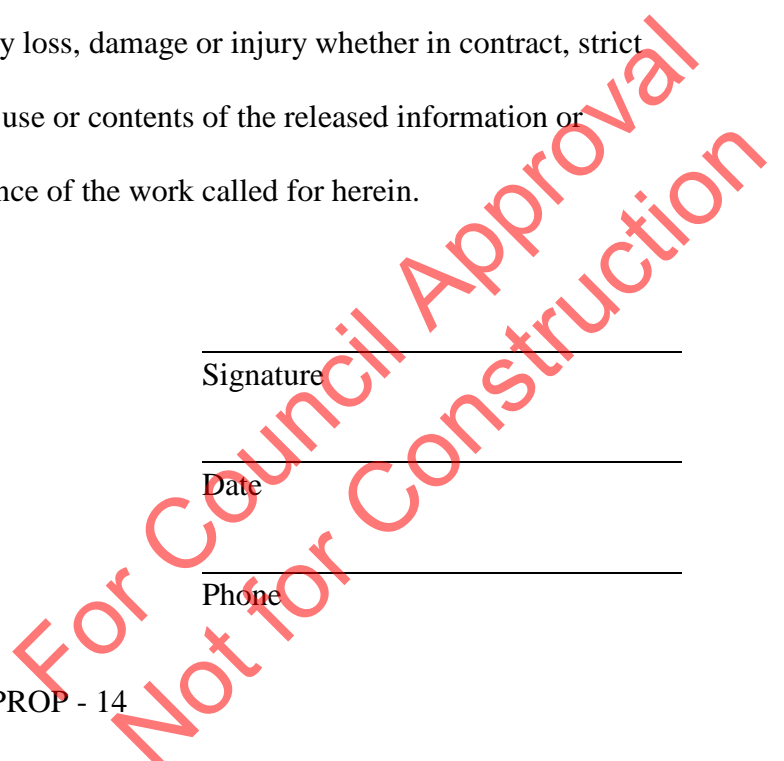 y loss, damage or injury whether in contract, strict
use or contents of the released information or
nce of the work called for herein.
Signature
Date
Phone
PROP - 14
For Council Approval
Not for Construction